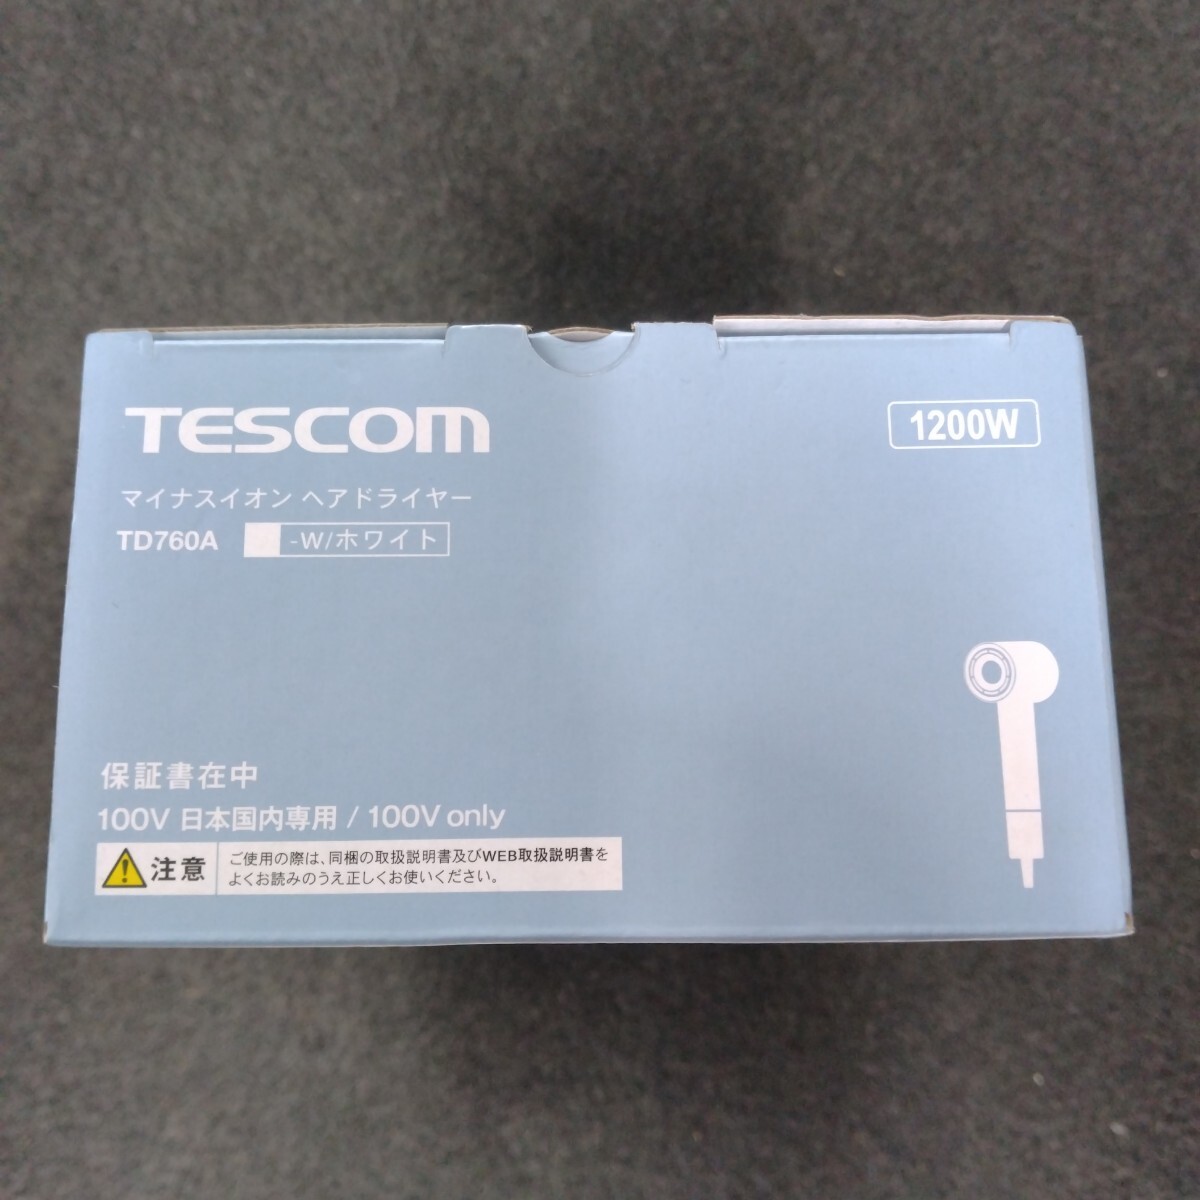 TESCOM
1200W
マイナスイオン ヘアドライヤー
TD760A -W/ホワイト
保証書在中
100V 日本国内専用 / 100V only
注意
ご使用の際は、同梱の取扱説明書及びWEB取扱説明書を
よくお読みのうえ正しくお使いください。